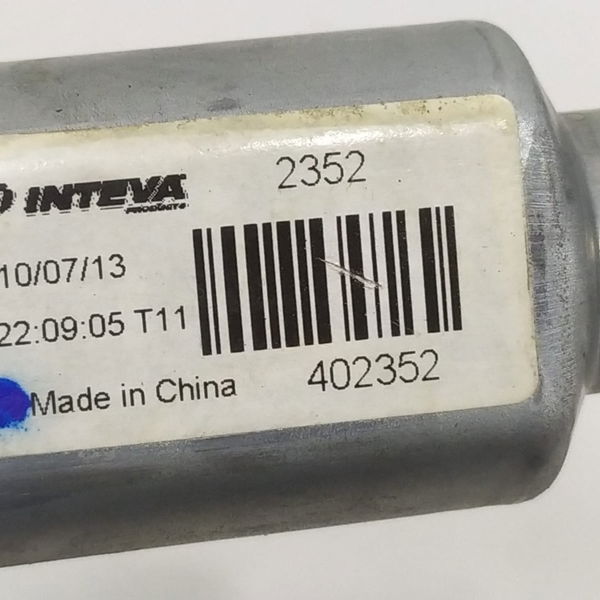 INTEVA
PRODUCTS
2352
10/07/13
22:09:05 T11
402352
Made in China